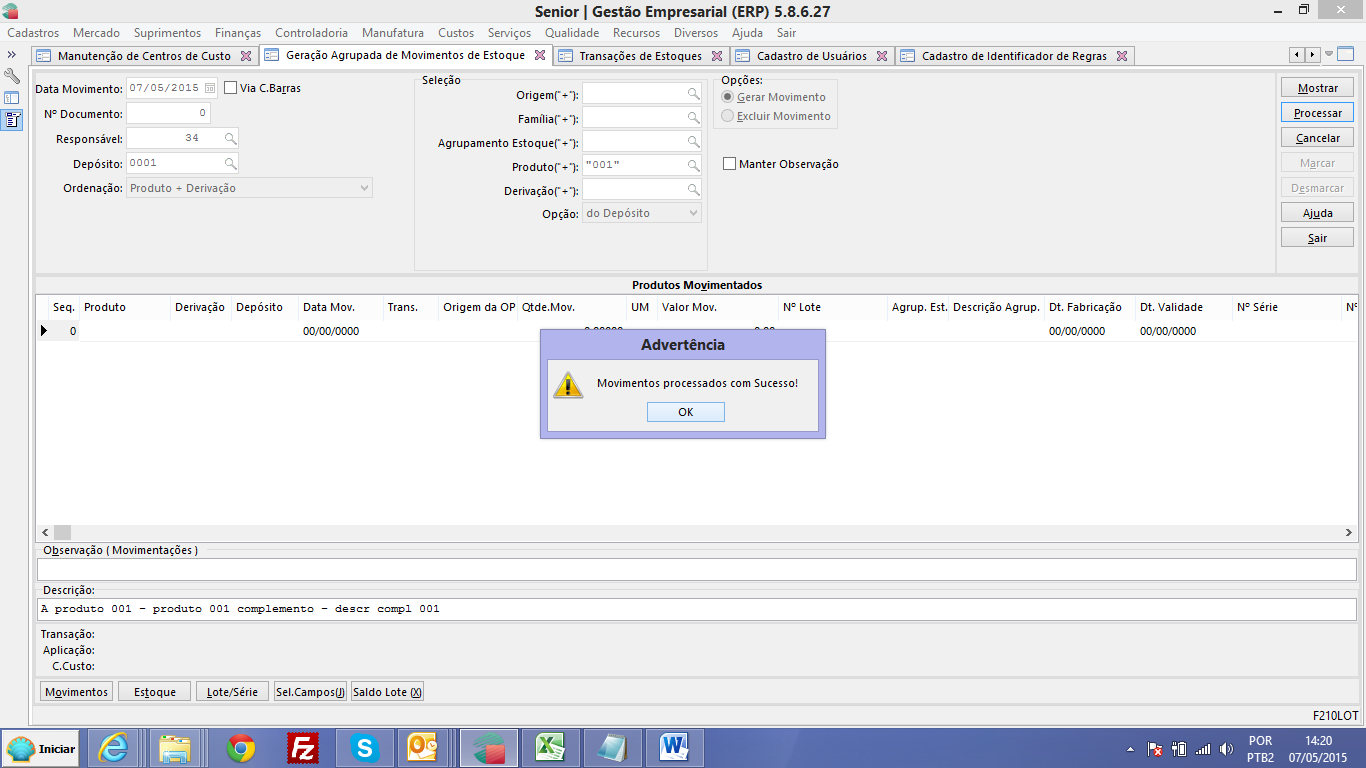 Senior | Gestão Empresarial (ERP) 5.8.6.27
Cadastros Mercado Suprimentos Finanças Controladoria Manufatura Custos Serviços Qualidade Recursos Diversos Ajuda Sair
Manutenção de Centros de Custo Geração Agrupada de Movimentos de Estoque Transações de Estoques Cadastro de Usuários Cadastro de Identificador de Regras
Data Movimento: 07/05/2015 Via C.Barras
Nº Documento: 0
Responsável: 34
Depósito: 0001
Ordenação: Produto + Derivação
Seleção
Origem("+"):
Família("+"):
Agrupamento Estoque("+"):
Produto("+"): "001"
Derivação("+"):
Opção: do Depósito
Opções:
Gerar Movimento
Excluir Movimento
Manter Observação
Mostrar
Processar
Cancelar
Marcar
Desmarcar
Ajuda
Sair
Produtos Movimentados
Seq. Produto Derivação Depósito Data Mov. Trans. Origem da OP Qtde.Mov. UM Valor Mov. Nº Lote Agrup. Est. Descrição Agrup. Dt. Fabricação Dt. Validade Nº Série Nº
0 00/00/0000 00/00/0000 00/00/0000
Advertência
Movimentos processados com Sucesso!
OK
Observação ( Movimentações )
Descrição:
A produto 001 - produto 001 complemento - descr compl 001
Transação:
Aplicação:
C.Custo:
Movimentos Estoque Lote/Série Sel.Campos(J) Saldo Lote (X)
F210LOT
Iniciar
POR 14:20
PTB2 07/05/2015